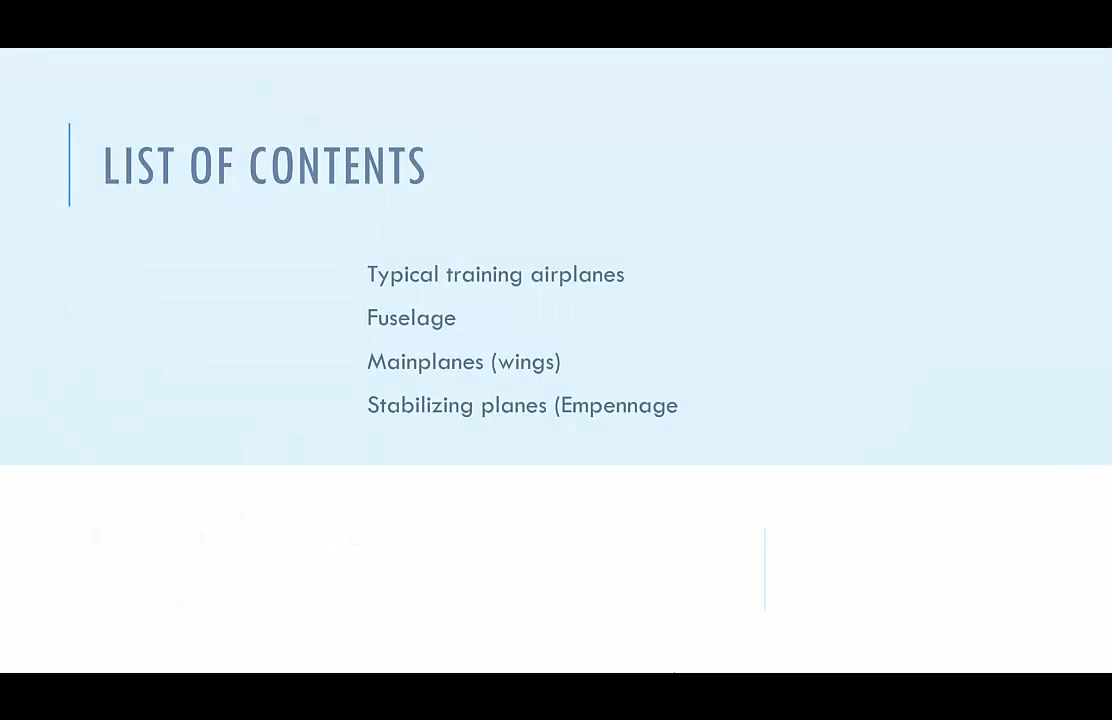 LIST OF CONTENTS
Typical training airplanes
Fuselage
Mainplanes (wings)
Stabilizing planes (Empennage